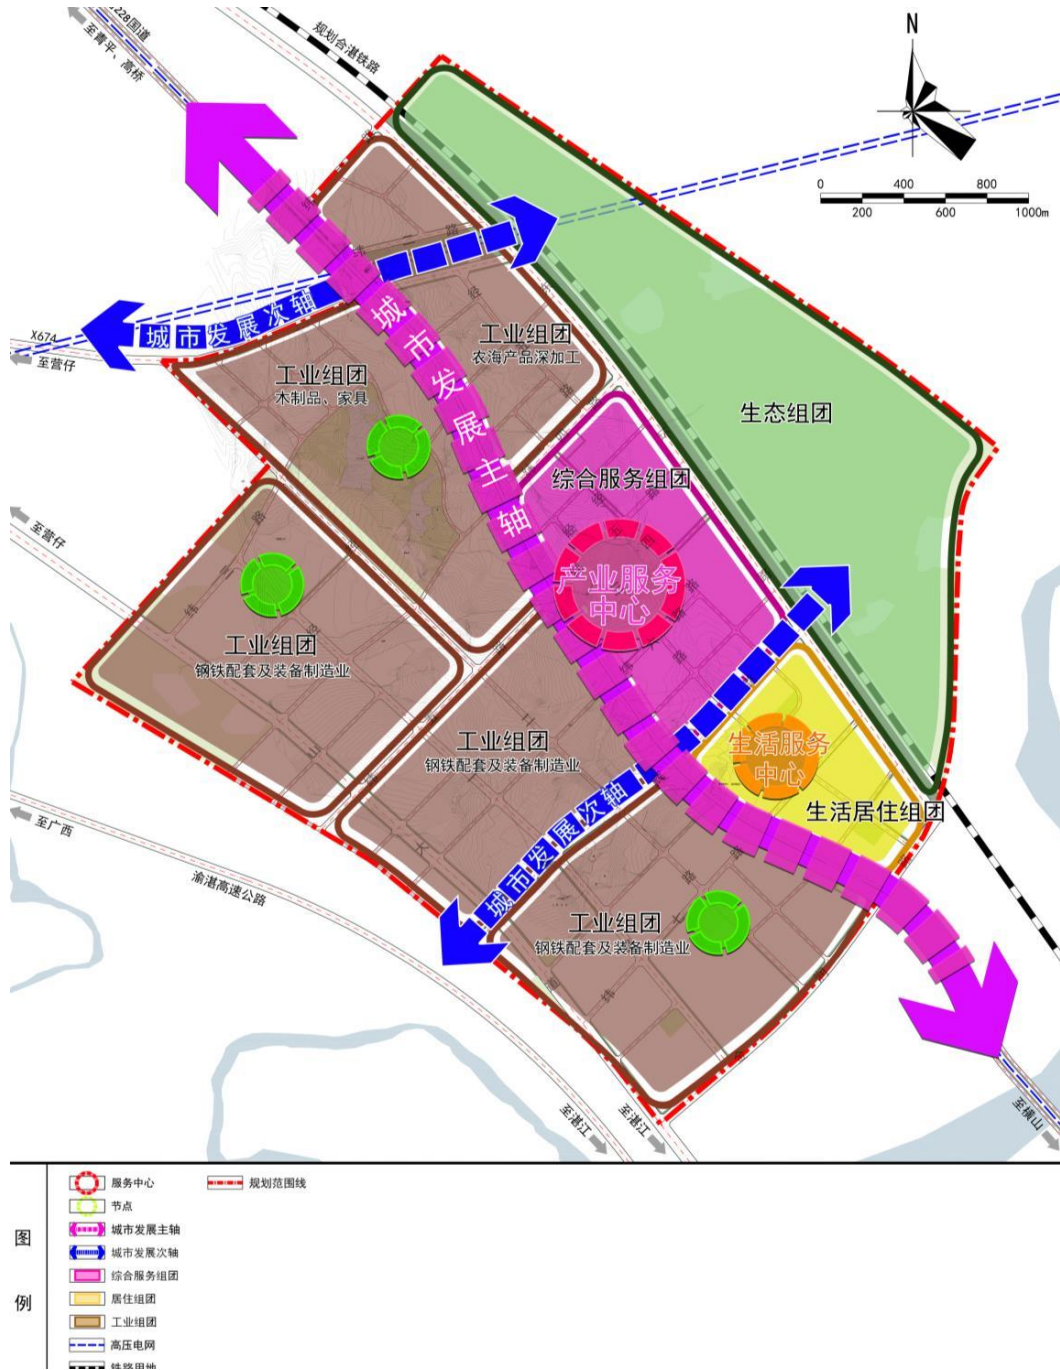 228国道
至青平、高桥
规划合湛铁路
N
0 400 800
200 600 1000m
X674
至营仔
城市发展次轴
城市发展主轴
工业组团
农海产品深加工
工业组团
木制品、家具
生态组团
综合服务组团
产业服务
中心
至营仔
工业组团
钢铁配套及装备制造业
工业组团
钢铁配套及装备制造业
生活服务
中心
生活居住组团
城市发展次轴
至广西
渝湛高速公路
工业组团
钢铁配套及装备制造业
至湛江
至湛江
至横山
图例
服务中心
规划范围线
节点
城市发展主轴
城市发展次轴
综合服务组团
居住组团
工业组团
高压电网
铁路用地